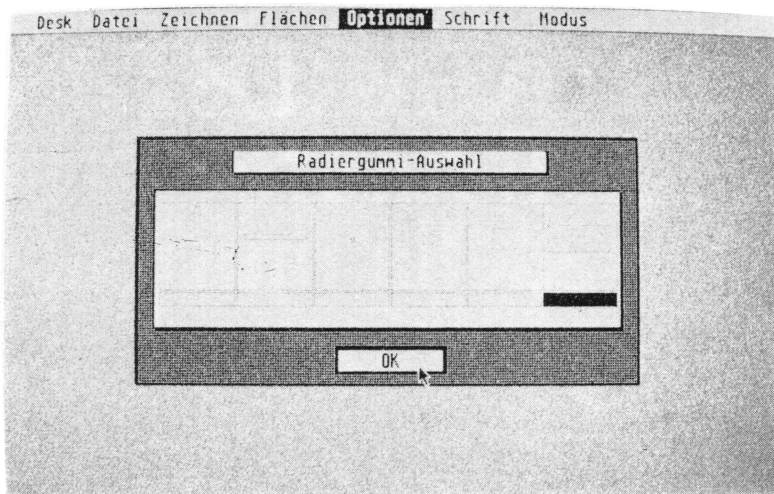 Desk Datei Zeichnen Flächen Optionen Schrift Modus
Radiergummi-Auswahl
OK